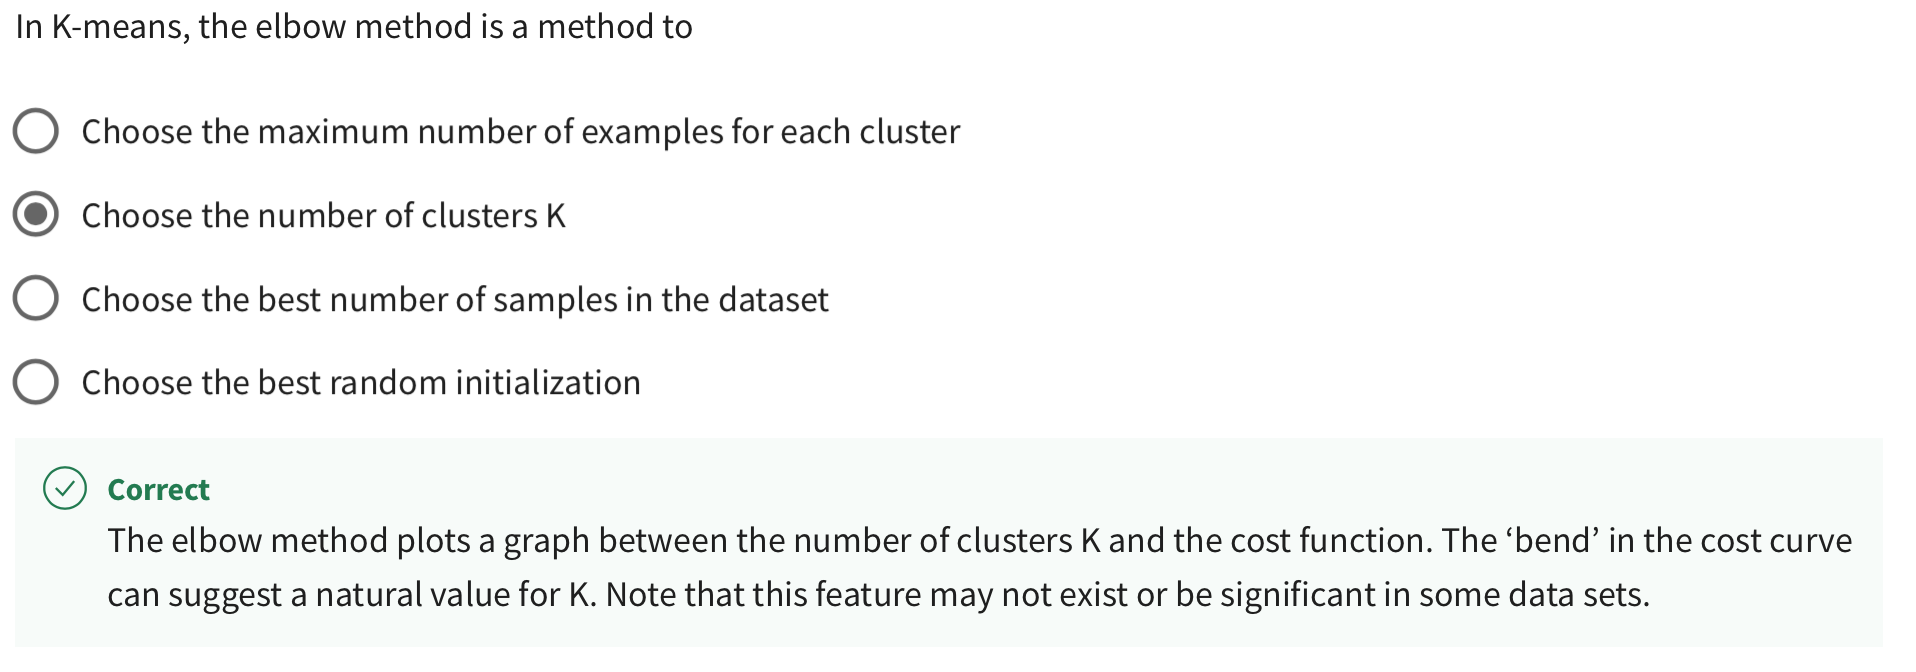 In K-means, the elbow method is a method to
Choose the maximum number of examples for each cluster
Choose the number of clusters K
Choose the best number of samples in the dataset
Choose the best random initialization
Correct
The elbow method plots a graph between the number of clusters K and the cost function. The ‘bend’ in the cost curve
can suggest a natural value for K. Note that this feature may not exist or be significant in some data sets.